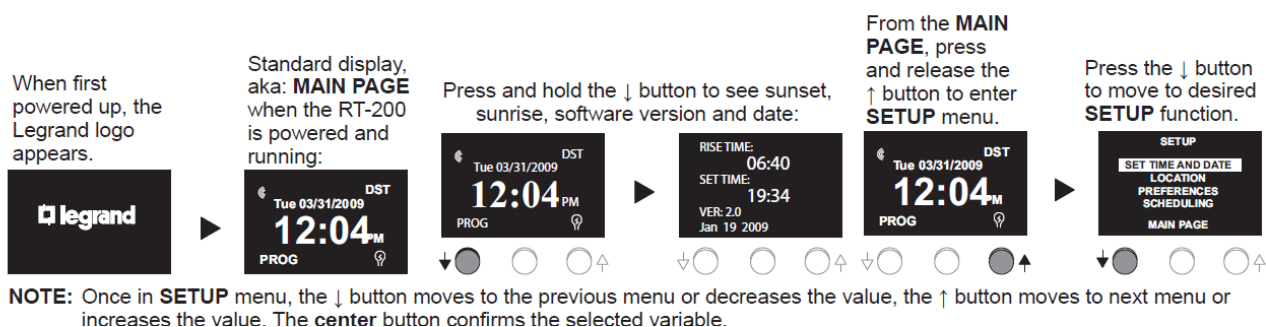 When first
powered up, the
Legrand logo
appears.
legrand
Standard display,
aka: MAIN PAGE
when the RT-200
is powered and
running:
DST
Tue 03/31/2009
12:04PM
PROG
Press and hold the ↓ button to see sunset,
sunrise, software version and date:
DST
Tue 03/31/2009
12:04 PM
PROG
RISE TIME:
06:40
SET TIME:
19:34
VER: 2.0
Jan 19 2009
From the MAIN
PAGE, press
and release the
↑ button to enter
SETUP menu.
DST
Tue 03/31/2009
12:04PM
PROG
Press the ↓ button
to move to desired
SETUP function.
SETUP
SET TIME AND DATE
LOCATION
PREFERENCES
SCHEDULING
MAIN PAGE
NOTE: Once in SETUP menu, the ↓ button moves to the previous menu or decreases the value, the ↑ button moves to next menu or
increases the value. The center button confirms the selected variable.